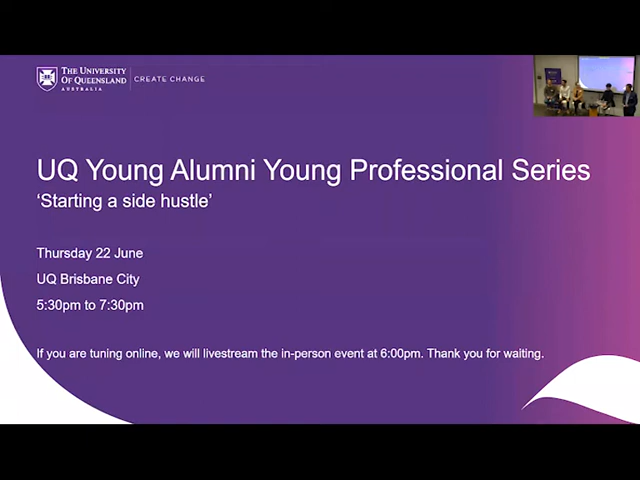 THE UNIVERSITY
OF QUEENSLAND
AUSTRALIA
CREATE CHANGE
UQ Young Alumni Young Professional Series
‘Starting a side hustle’
Thursday 22 June
UQ Brisbane City
5:30pm to 7:30pm
If you are tuning online, we will livestream the in-person event at 6:00pm. Thank you for waiting.